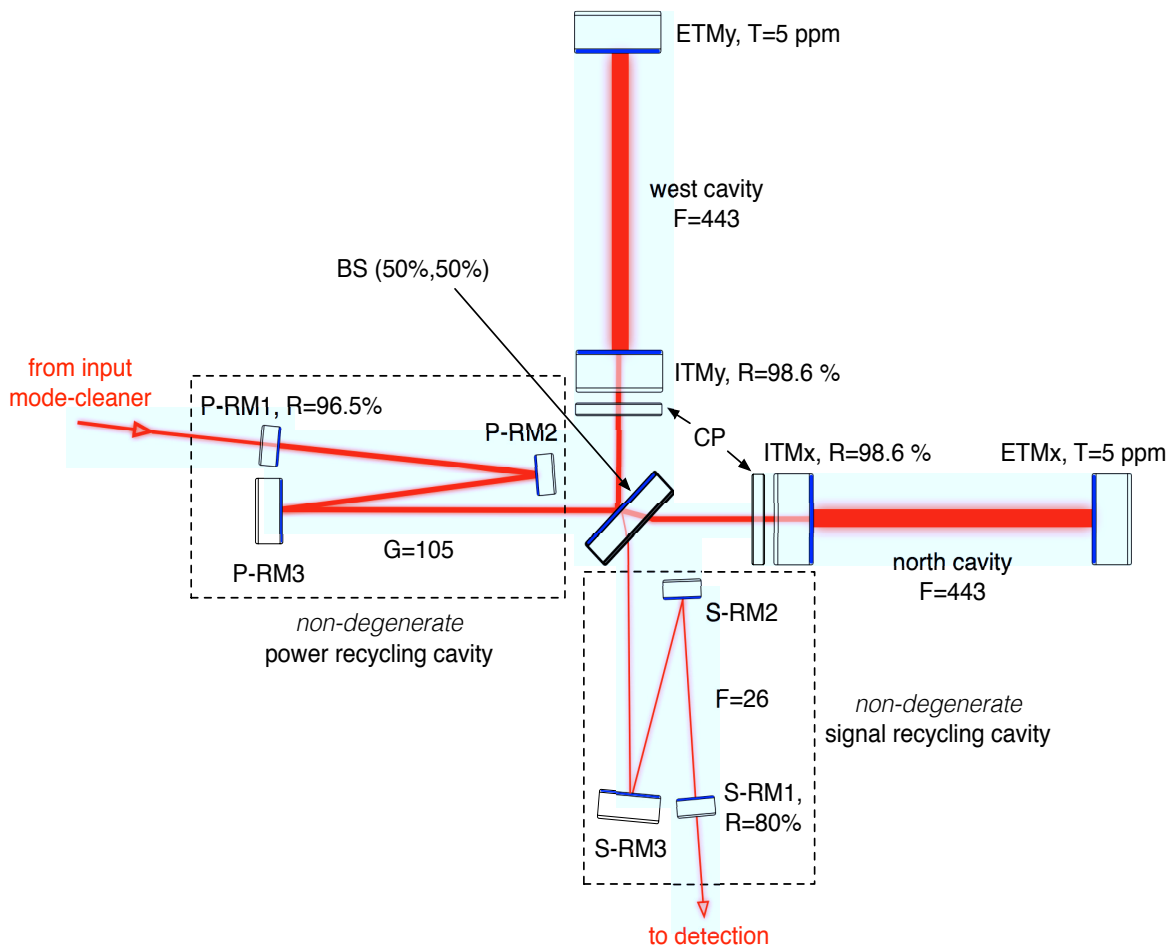 ETMy, T=5 ppm
west cavity
F=443
BS (50%,50%)
from input
mode-cleaner
P-RM1, R=96.5%
P-RM2
ITMy, R=98.6 %
CP
ITMx, R=98.6 %
ETMx, T=5 ppm
P-RM3
G=105
north cavity
F=443
non-degenerate
power recycling cavity
S-RM2
F=26
non-degenerate
signal recycling cavity
S-RM1,
R=80%
S-RM3
to detection